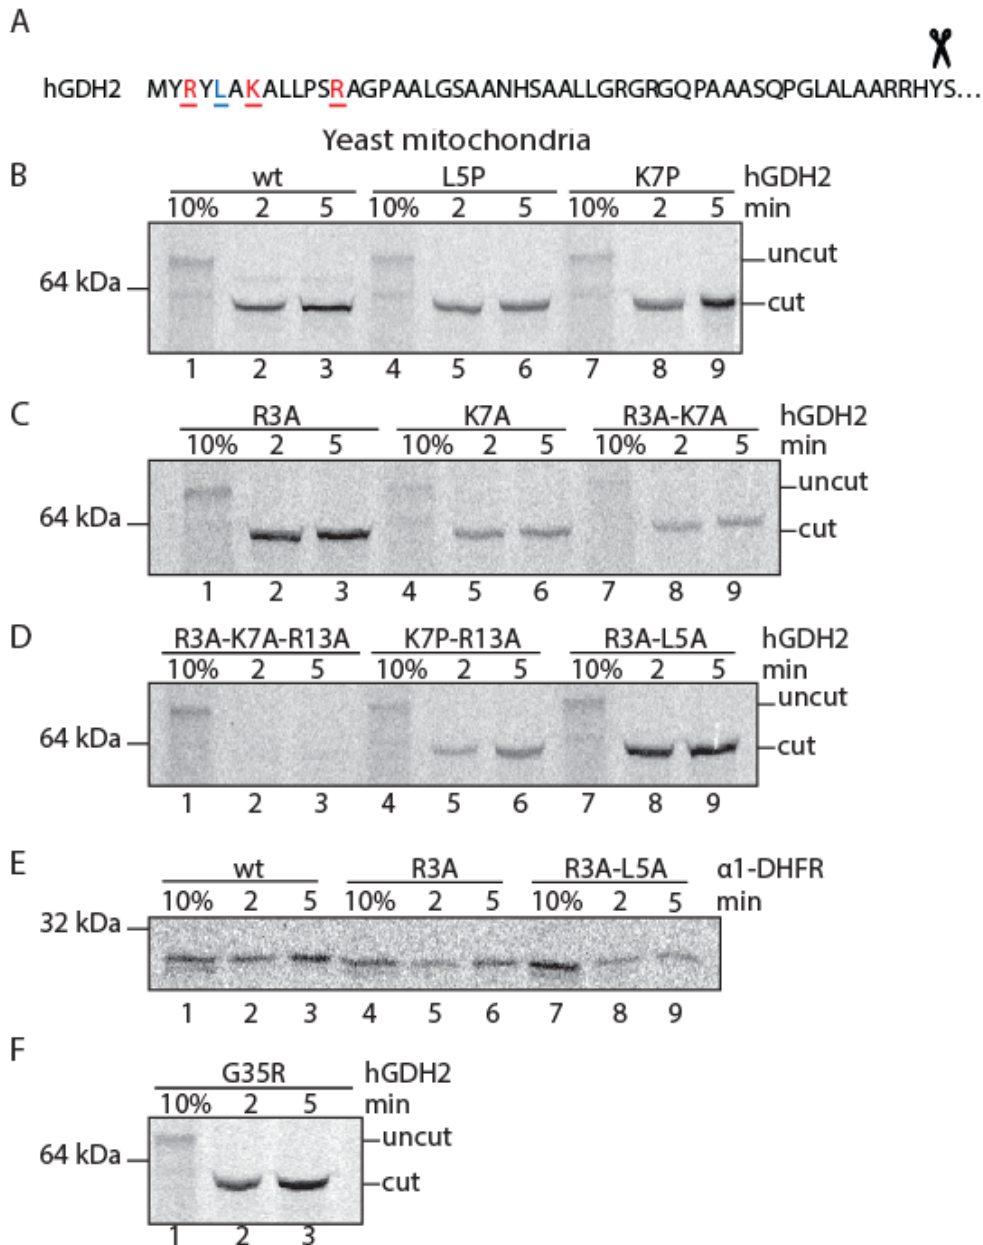 A
hGDH2 MYRYLAKALLPSRAGPAALGSAANHSAALLGRGRGQPAAASQPGLALAARRHYS...
Yeast mitochondria
B
wt L5P K7P hGDH2
10% 2 5 10% 2 5 10% 2 5 min
uncut
64 kDa
cut
1 2 3 4 5 6 7 8 9
C
R3A K7A R3A-K7A hGDH2
10% 2 5 10% 2 5 10% 2 5 min
uncut
64 kDa
cut
1 2 3 4 5 6 7 8 9
D
R3A-K7A-R13A K7P-R13A R3A-L5A hGDH2
10% 2 5 10% 2 5 10% 2 5 min
uncut
64 kDa
cut
1 2 3 4 5 6 7 8 9
E
wt R3A R3A-L5A α1-DHFR
10% 2 5 10% 2 5 10% 2 5 min
32 kDa
1 2 3 4 5 6 7 8 9
F
G35R hGDH2
10% 2 5 min
uncut
64 kDa
cut
1 2 3